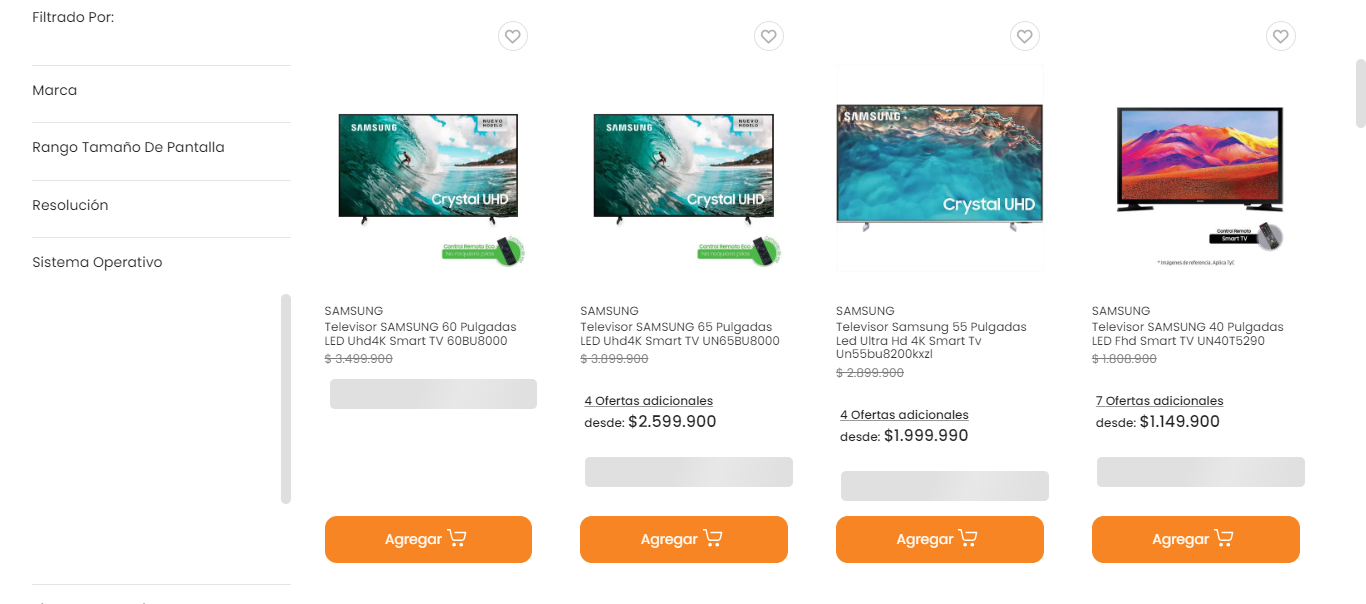 Filtrado Por:
Marca
Rango Tamaño De Pantalla
Resolución
Sistema Operativo
SAMSUNG
NUEVO
MODELO
Crystal UHD
Control Remoto Eco
No requiere pilas
SAMSUNG
Televisor SAMSUNG 60 Pulgadas
LED Uhd4K Smart TV 60BU8000
$ 3.499.900
Agregar
SAMSUNG
NUEVO
MODELO
Crystal UHD
Control Remoto Eco
No requiere pilas
SAMSUNG
Televisor SAMSUNG 65 Pulgadas
LED Uhd4K Smart TV UN65BU8000
$ 3.899.900
4 Ofertas adicionales
desde: $2.599.900
Agregar
SAMSUNG
Crystal UHD
SAMSUNG
Televisor Samsung 55 Pulgadas
Led Ultra Hd 4K Smart Tv
Un55bu8200kxzl
$ 2.899.900
4 Ofertas adicionales
desde: $1.999.990
Agregar
Control Remoto
Smart TV
* Imágenes de referencia. Aplica TyC
SAMSUNG
Televisor SAMSUNG 40 Pulgadas
LED Fhd Smart TV UN40T5290
$ 1.808.900
7 Ofertas adicionales
desde: $1.149.900
Agregar